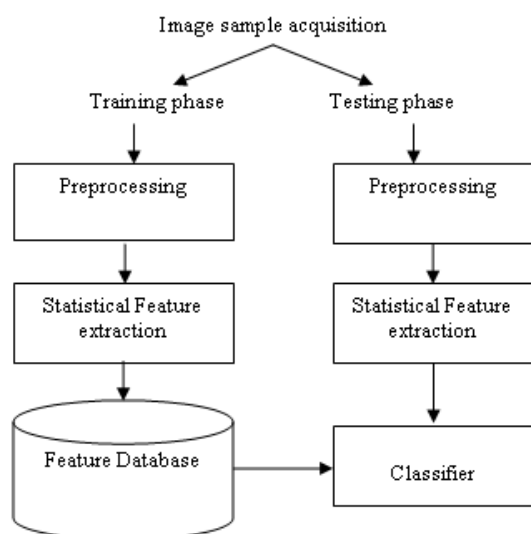 Image sample acquisition
Training phase
Testing phase
Preprocessing
Preprocessing
Statistical Feature
extraction
Statistical Feature
extraction
Feature Database
Classifier